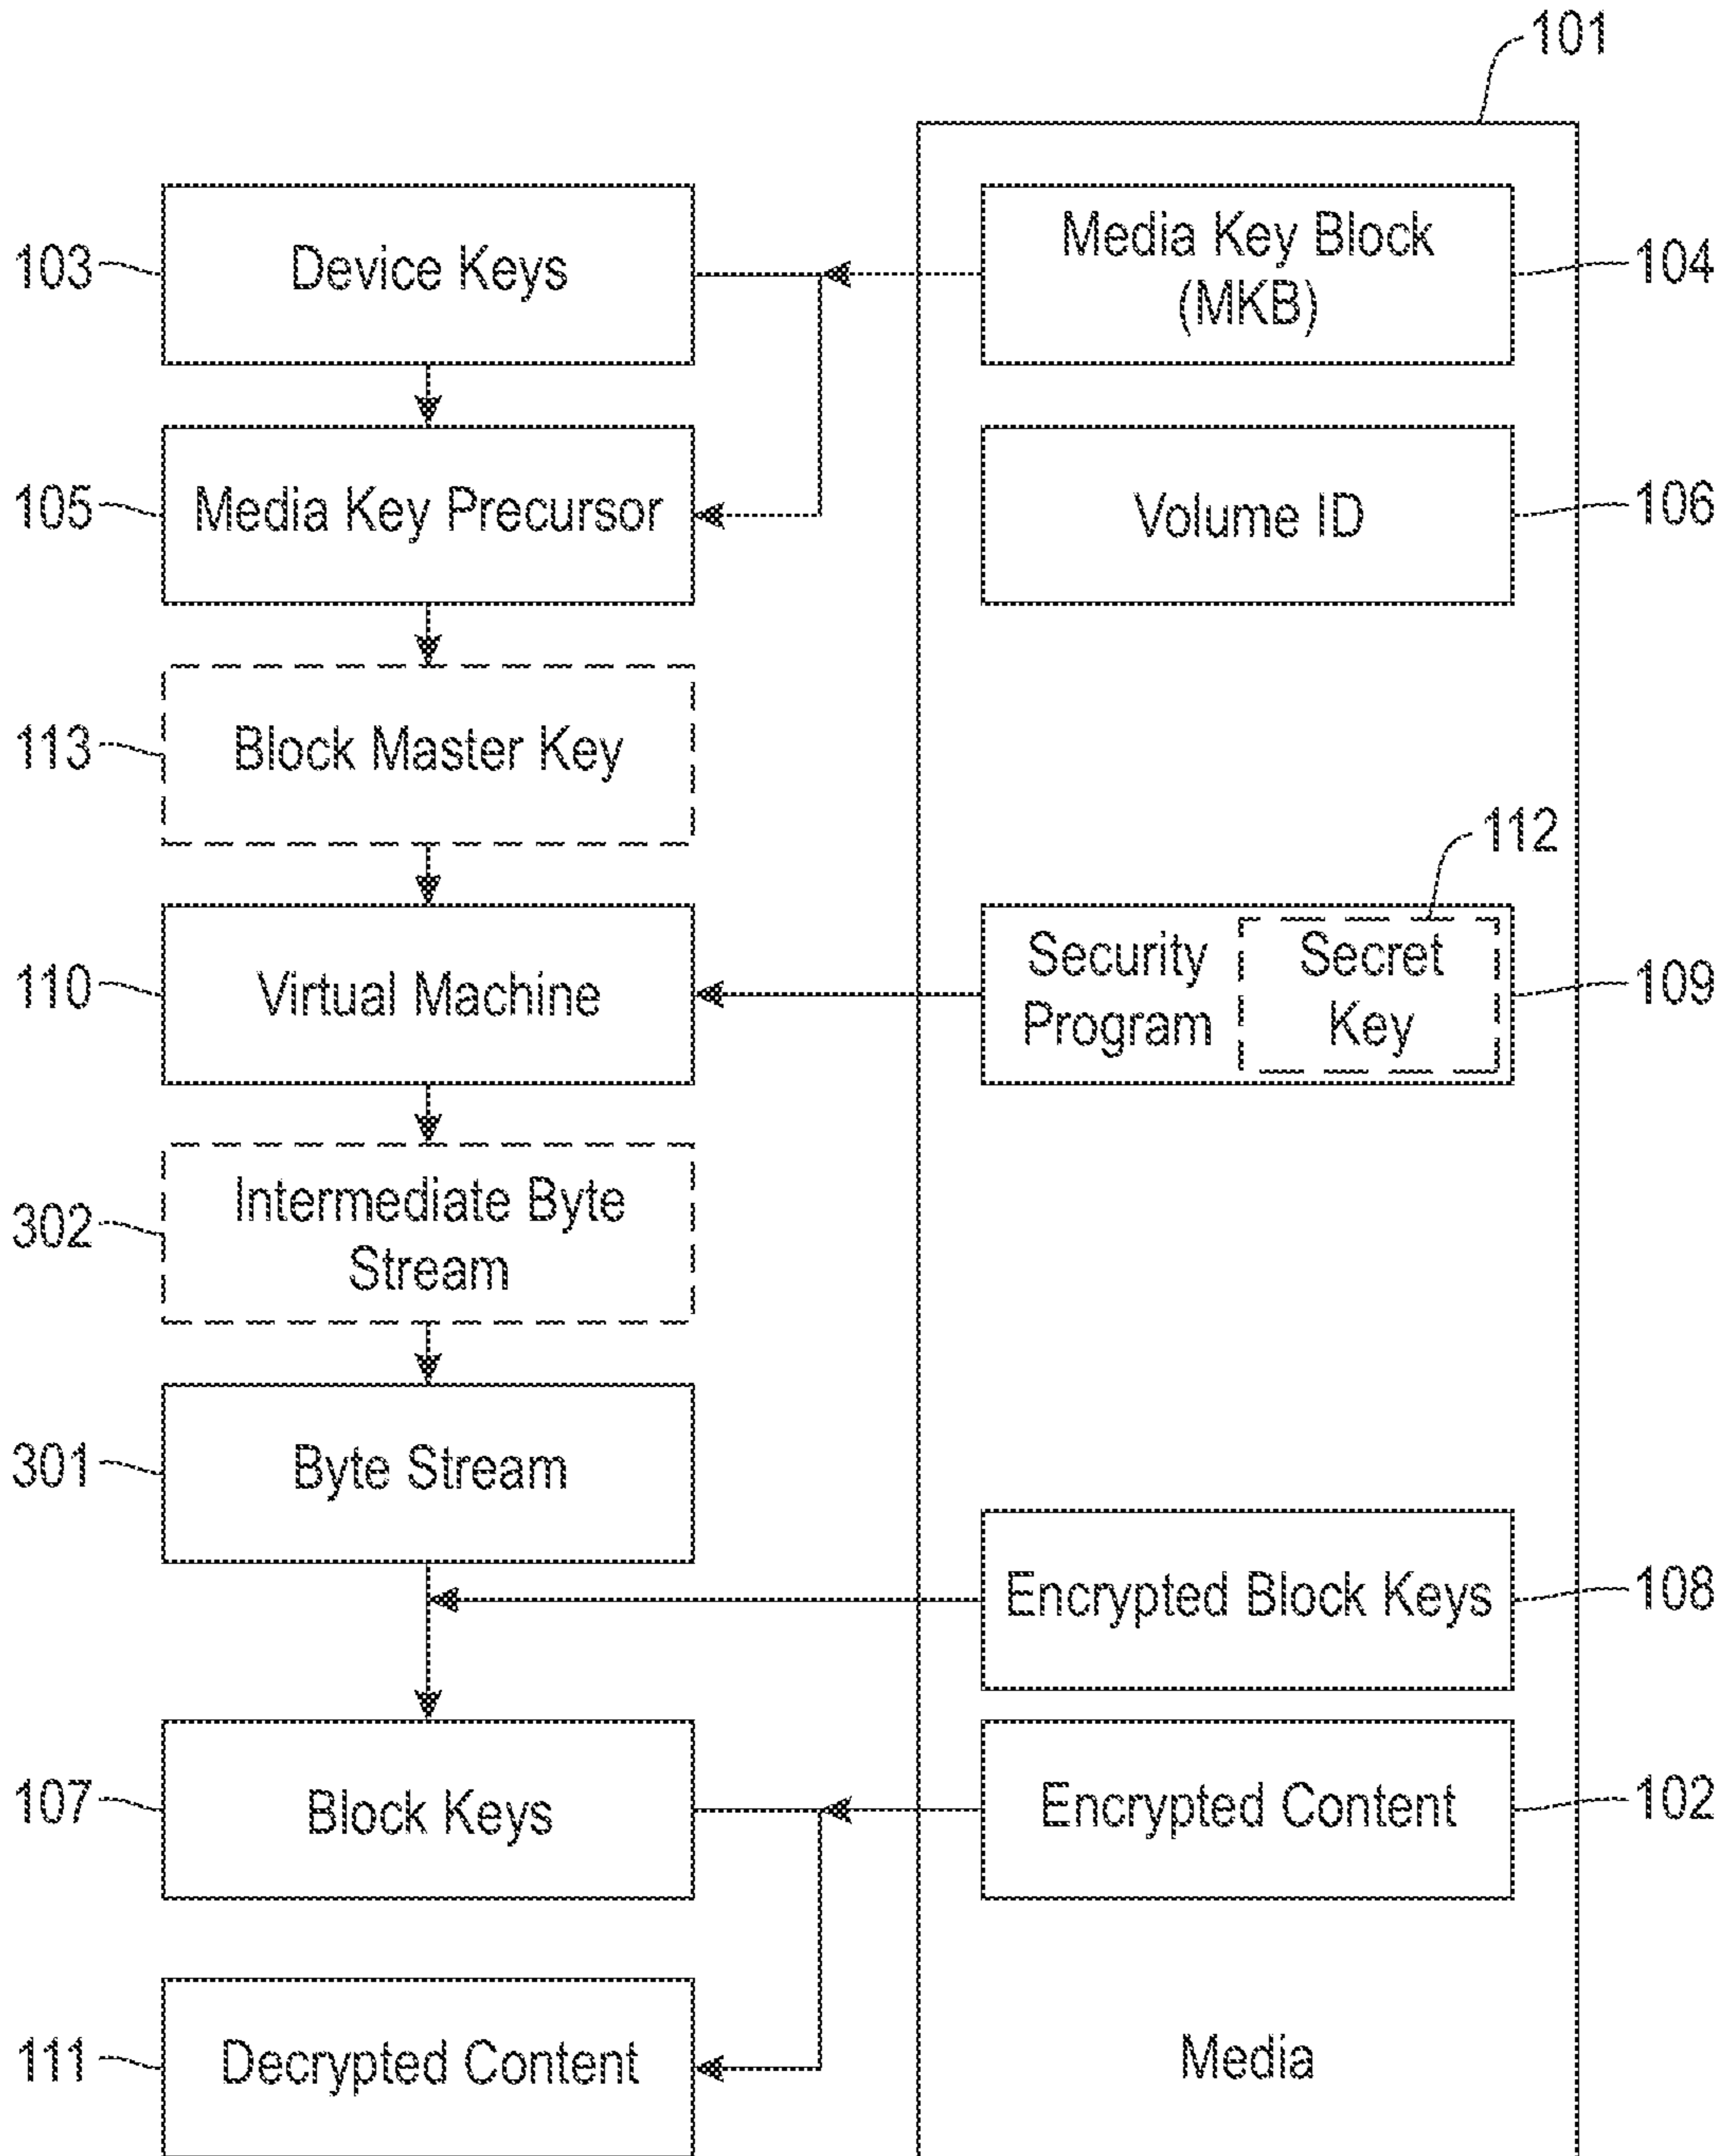 101
103
Device Keys
Media Key Block
(MKB)
104
105
Media Key Precursor
Volume ID
106
113
Block Master Key
112
110
Virtual Machine
Security
Program
Secret
Key
109
302
Intermediate Byte
Stream
301
Byte Stream
Encrypted Block Keys
108
107
Block Keys
Encrypted Content
102
111
Decrypted Content
Media